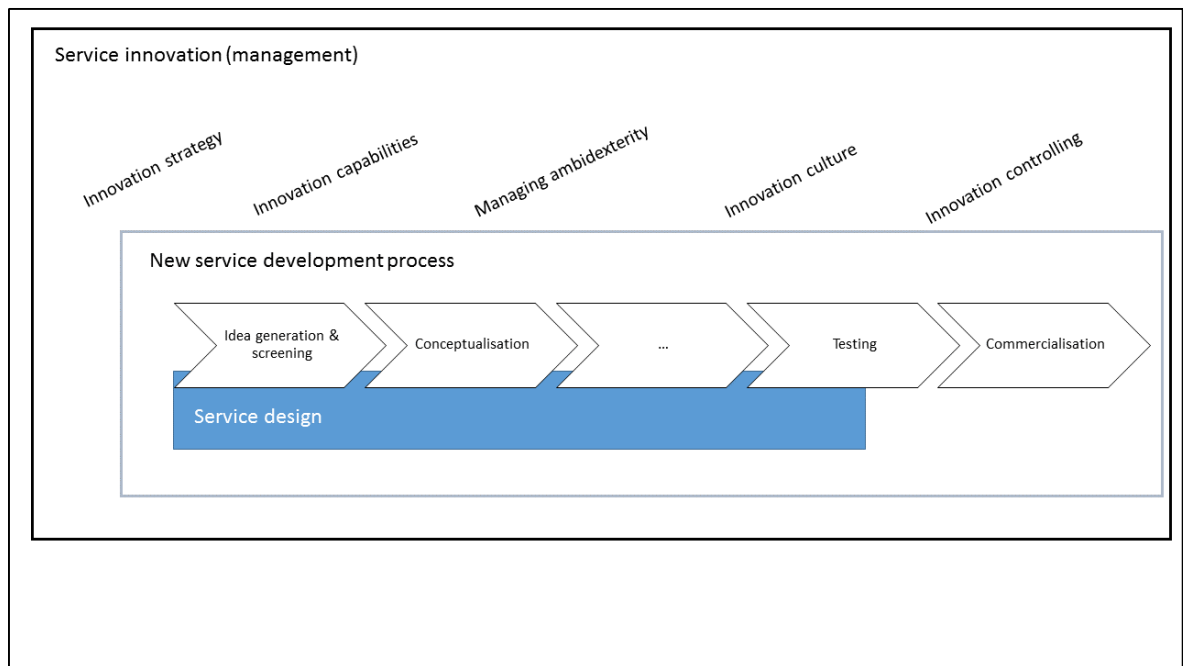 Service innovation (management)
Innovation strategy
Innovation capabilities
Managing ambidexterity
Innovation culture
Innovation controlling
New service development process
Idea generation &
screening
Conceptualisation
...
Testing
Commercialisation
Service design